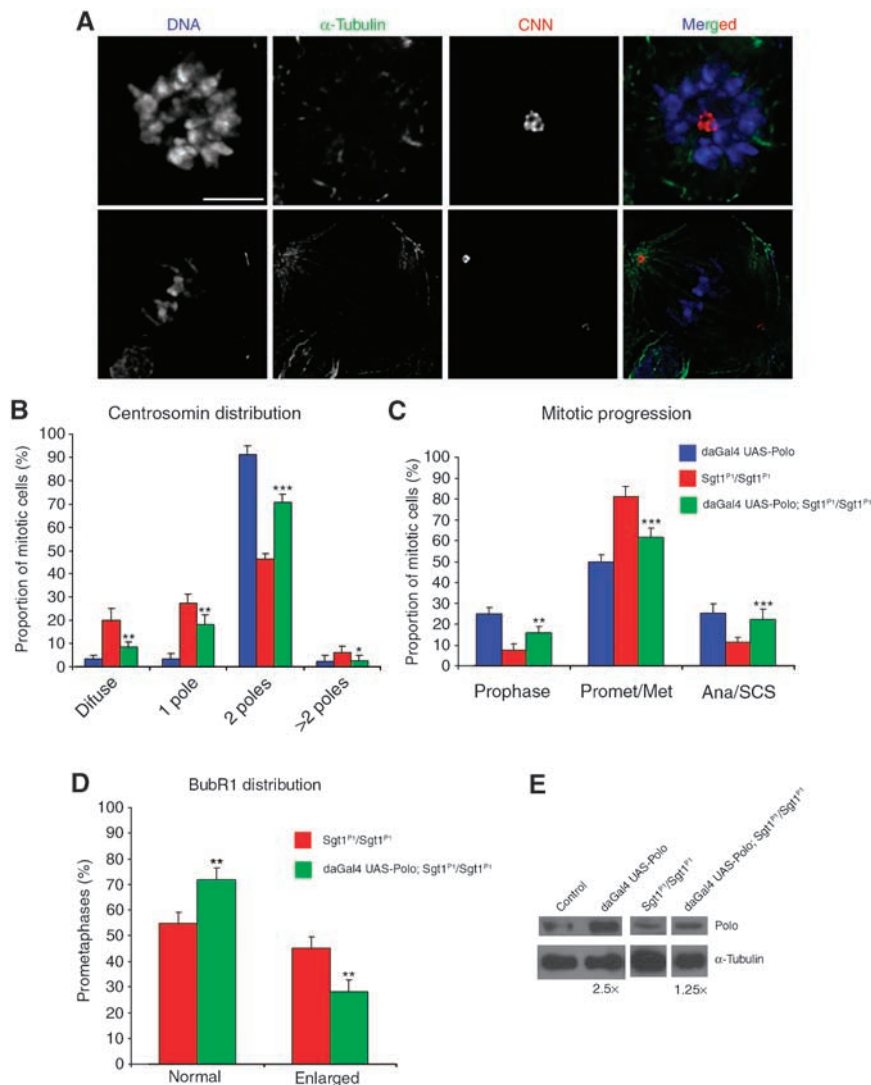 A
DNA
α-Tubulin
CNN
Merged
B
Centrosomin distribution
Proportion of mitotic cells (%)
100
90
80
70
60
50
40
30
20
10
0
**
**
***
*
Difuse
1 pole
2 poles
>2 poles
C
Mitotic progression
Proportion of mitotic cells (%)
100
90
80
70
60
50
40
30
20
10
0
**
***
***
Prophase
Promet/Met
Ana/SCS
daGal4 UAS-Polo
Sgt1P1/Sgt1P1
daGal4 UAS-Polo; Sgt1P1/Sgt1P1
D
BubR1 distribution
Prometaphases (%)
100
90
80
70
60
50
40
30
20
10
0
**
**
Normal
Enlarged
Sgt1P1/Sgt1P1
daGal4 UAS-Polo; Sgt1P1/Sgt1P1
E
Control
daGal4 UAS-Polo
Sgt1P1/Sgt1P1
daGal4 UAS-Polo; Sgt1P1/Sgt1P1
Polo
α-Tubulin
2.5×
1.25×